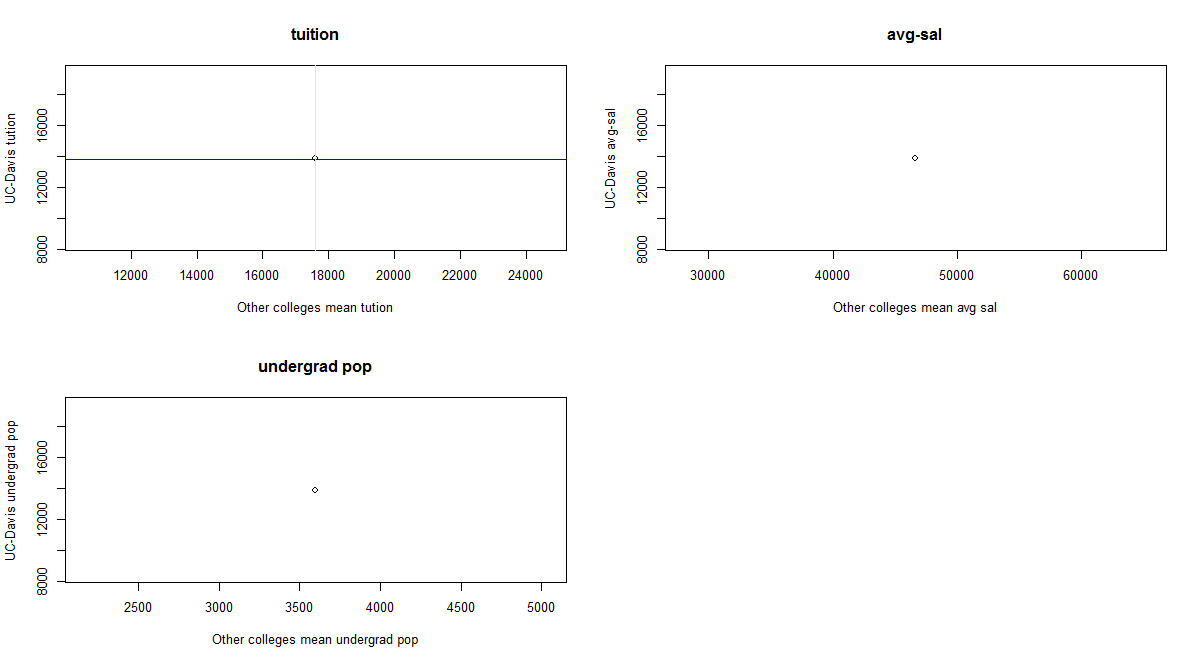 tuition
UC-Davis tution
16000
12000
8000
12000 14000 16000 18000 20000 22000 24000
Other colleges mean tution
avg-sal
UC-Davis avg-sal
16000
12000
8000
30000 40000 50000 60000
Other colleges mean avg sal
undergrad pop
UC-Davis undergrad pop
16000
12000
8000
2500 3000 3500 4000 4500 5000
Other colleges mean undergrad pop